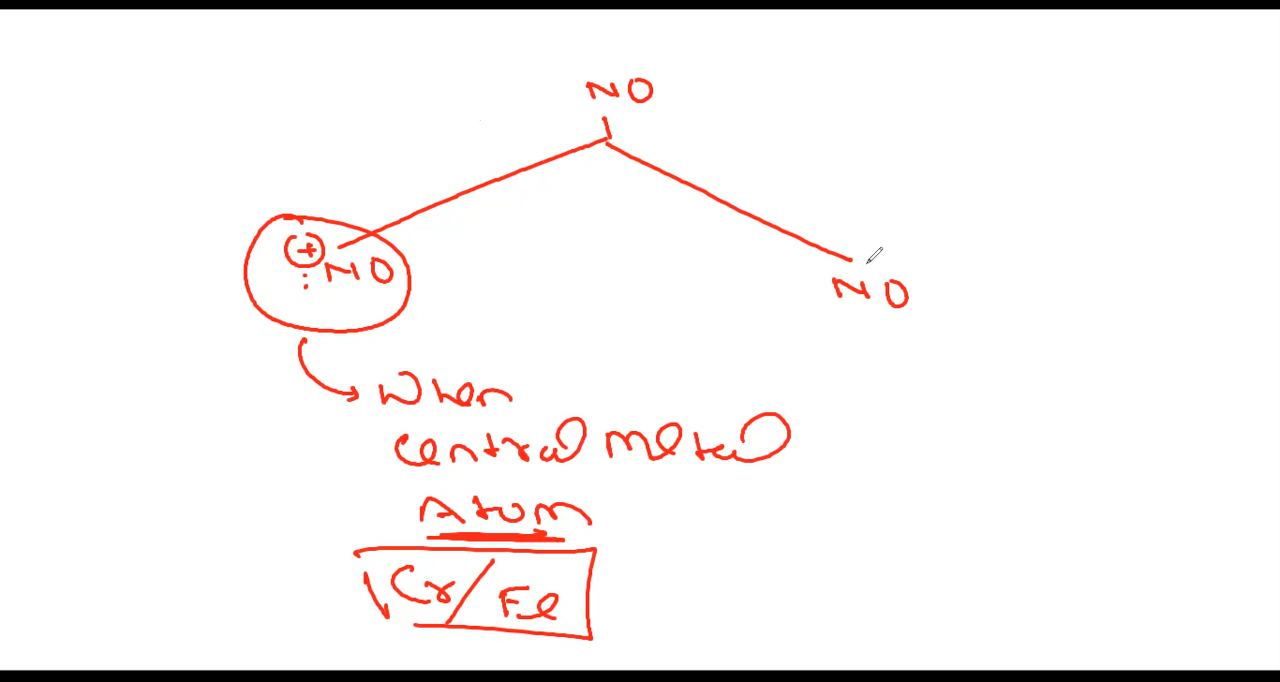 NO
+
:NO
NO
When
central metal
Atom
Cr/Fe